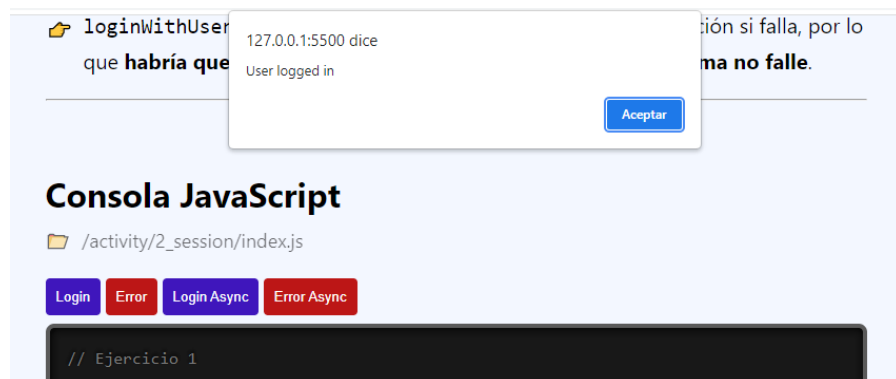 127.0.0.1:5500 dice
User logged in
Aceptar
👉 loginWithUser ión si falla, por lo
que habría que ma no falle.
Consola JavaScript
📁 /activity/2_session/index.js
Login Error Login Async Error Async
// Ejercicio 1